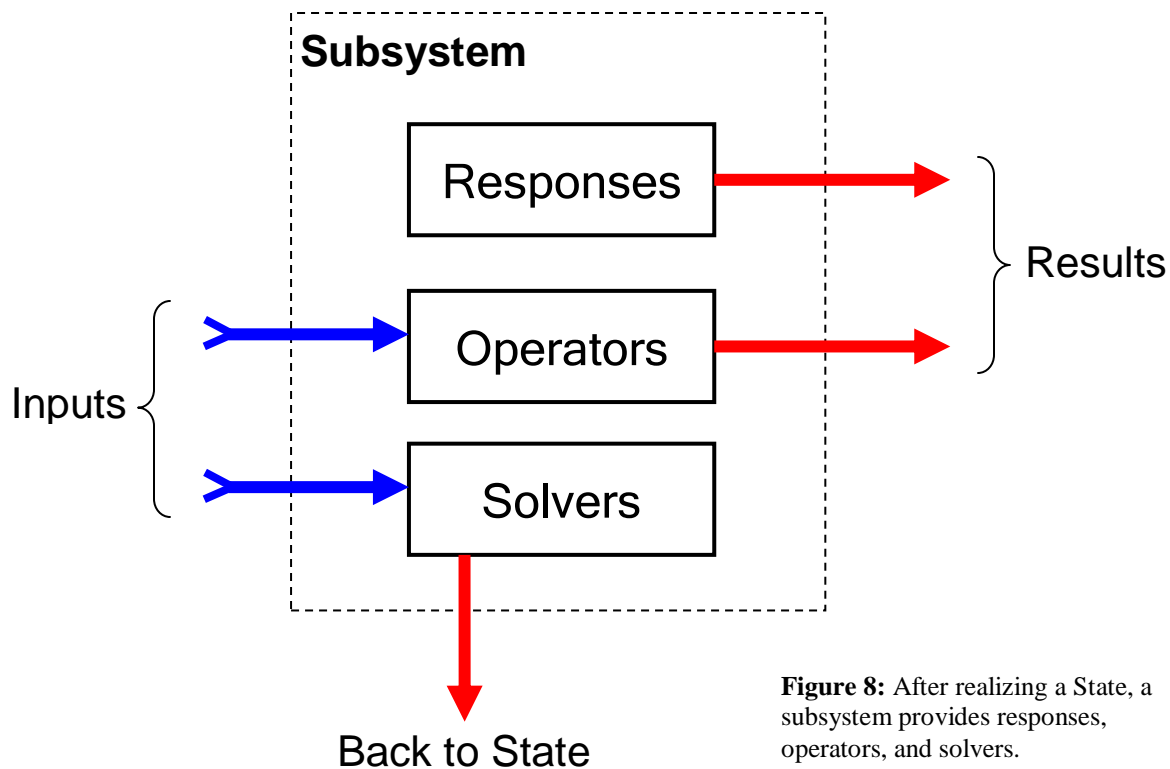 Subsystem
Responses
Results
Operators
Inputs
Solvers
Back to State
Figure 8: After realizing a State, a
subsystem provides responses,
operators, and solvers.